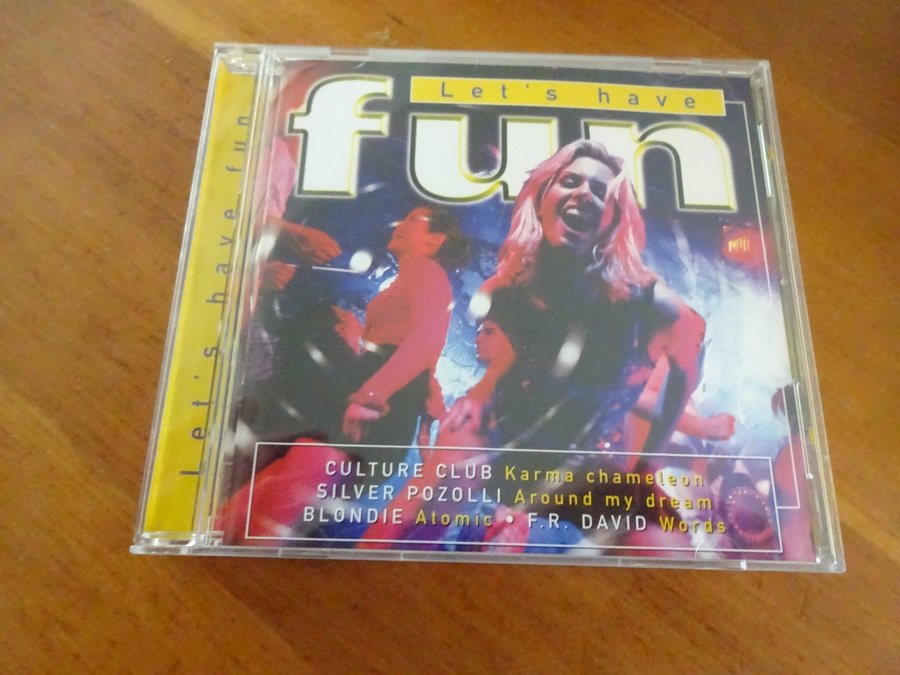 Let's have
fun
Let's have fun
CULTURE CLUB Karma chameleon
SILVER POZOLLI Around my dream
BLONDIE Atomic • F.R. DAVID Words